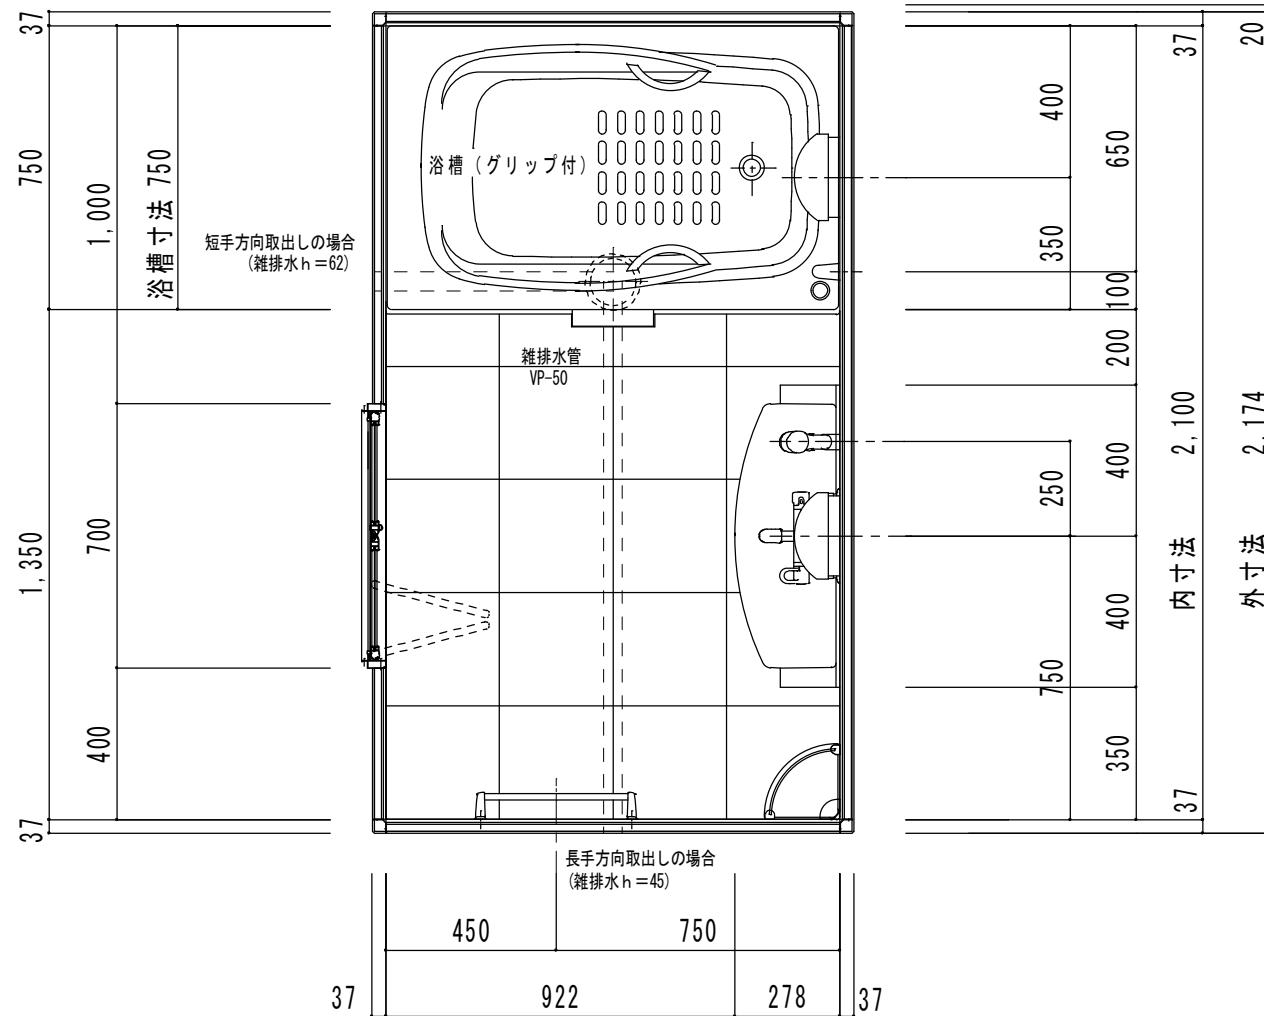 37
750
1,350
37
1,000
700
400
浴槽寸法 750
短手方向取出しの場合
(雑排水ｈ＝62)
浴槽（グリップ付）
雑排水管
VP-50
長手方向取出しの場合
(雑排水ｈ＝45)
400
350
250
750
650
100
200
400
400
350
37
内寸法 2,100
37
20
外寸法 2,174
450
750
37
922
278
37